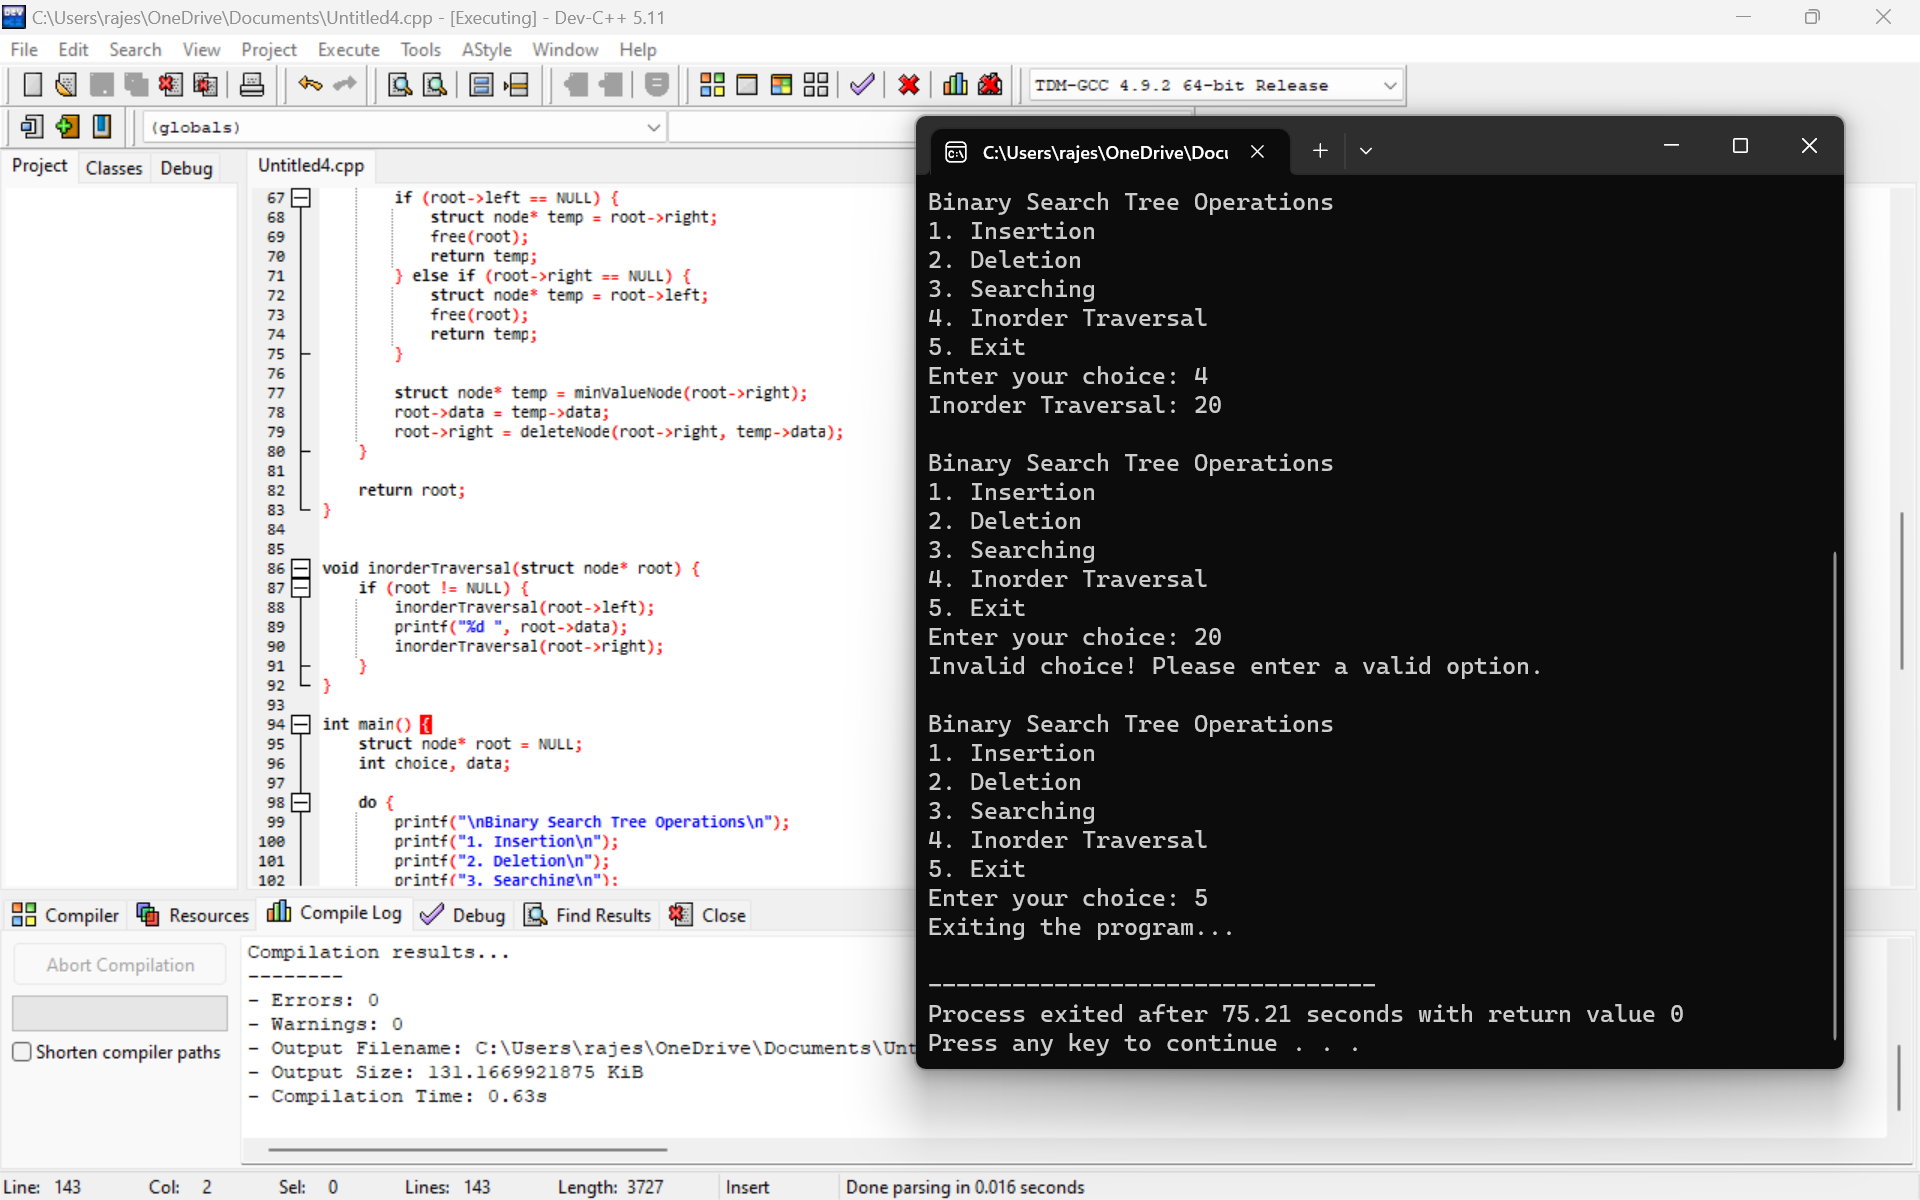 C:\Users\rajes\OneDrive\Documents\Untitled4.cpp - [Executing] - Dev-C++ 5.11
File Edit Search View Project Execute Tools AStyle Window Help
TDM-GCC 4.9.2 64-bit Release
(globals)
Project Classes Debug
Untitled4.cpp
67 if (root->left == NULL) {
68 struct node* temp = root->right;
69 free(root);
70 return temp;
71 } else if (root->right == NULL) {
72 struct node* temp = root->left;
73 free(root);
74 return temp;
75 }
76
77 struct node* temp = minValueNode(root->right);
78 root->data = temp->data;
79 root->right = deleteNode(root->right, temp->data);
80 }
81
82 return root;
83 }
84
85
86 void inorderTraversal(struct node* root) {
87 if (root != NULL) {
88 inorderTraversal(root->left);
89 printf("%d ", root->data);
90 inorderTraversal(root->right);
91 }
92 }
93
94 int main() {
95 struct node* root = NULL;
96 int choice, data;
97
98 do {
99 printf("\nBinary Search Tree Operations\n");
100 printf("1. Insertion\n");
101 printf("2. Deletion\n");
102 printf("3. Searching\n");
C:\Users\rajes\OneDrive\Docu
Binary Search Tree Operations
1. Insertion
2. Deletion
3. Searching
4. Inorder Traversal
5. Exit
Enter your choice: 4
Inorder Traversal: 20
Binary Search Tree Operations
1. Insertion
2. Deletion
3. Searching
4. Inorder Traversal
5. Exit
Enter your choice: 20
Invalid choice! Please enter a valid option.
Binary Search Tree Operations
1. Insertion
2. Deletion
3. Searching
4. Inorder Traversal
5. Exit
Enter your choice: 5
Exiting the program...
--------------------------------
Process exited after 75.21 seconds with return value 0
Press any key to continue . . .
Compiler Resources Compile Log Debug Find Results Close
Abort Compilation
Shorten compiler paths
Compilation results...
--------
- Errors: 0
- Warnings: 0
- Output Filename: C:\Users\rajes\OneDrive\Documents\Unt
- Output Size: 131.1669921875 KiB
- Compilation Time: 0.63s
Line: 143 Col: 2 Sel: 0 Lines: 143 Length: 3727 Insert Done parsing in 0.016 seconds